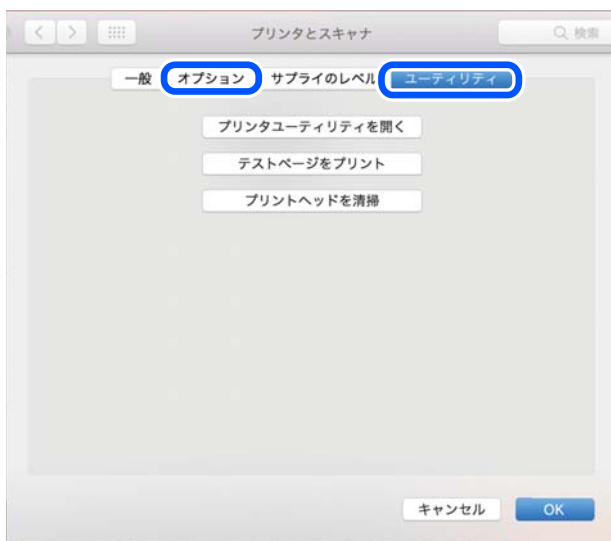 プリンタとスキャナ 検索
一般 オプション サプライのレベル ユーティリティ
プリンタユーティリティを開く
テストページをプリント
プリントヘッドを清掃
キャンセル OK